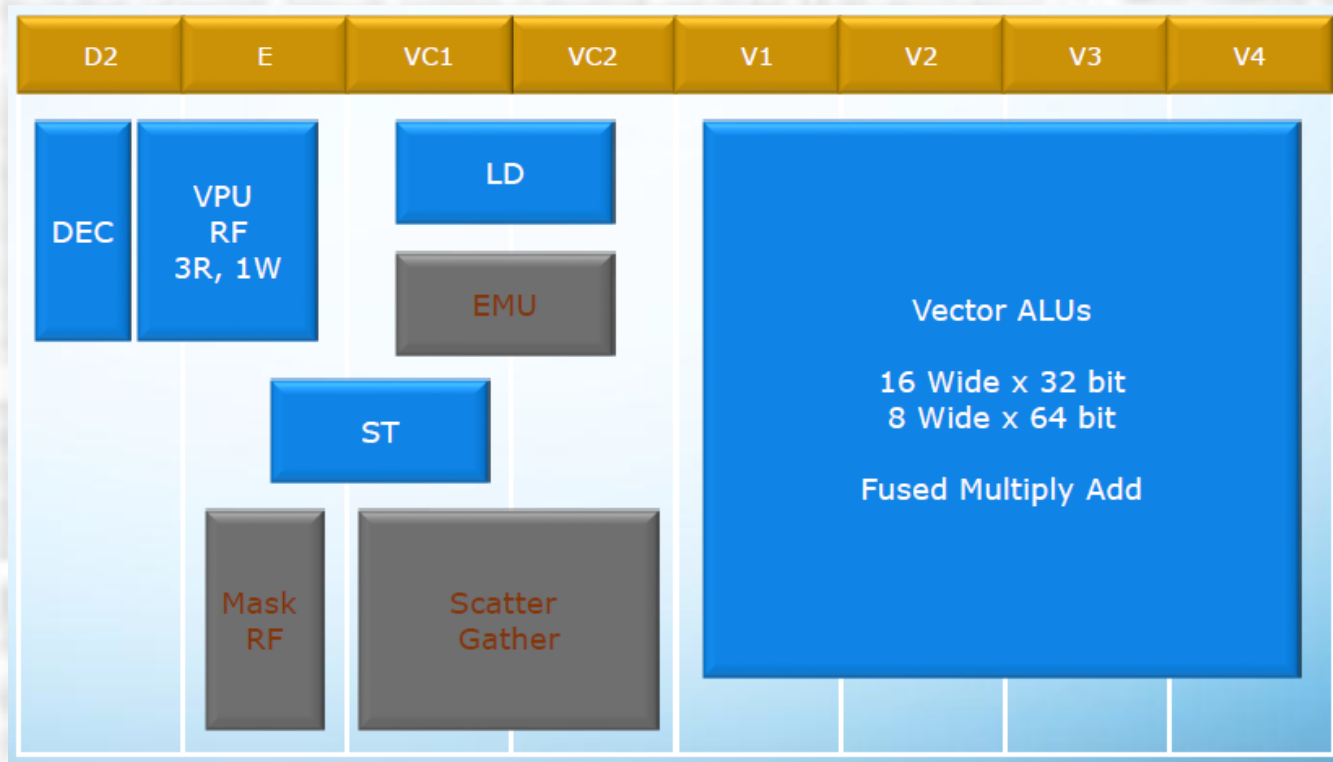 D2
E
VC1
VC2
V1
V2
V3
V4
DEC
VPU
RF
3R, 1W
LD
EMU
ST
Mask
RF
Scatter
Gather
Vector ALUs
16 Wide x 32 bit
8 Wide x 64 bit
Fused Multiply Add